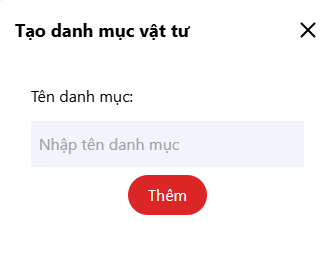 Tạo danh mục vật tư
Tên danh mục:
Nhập tên danh mục
Thêm